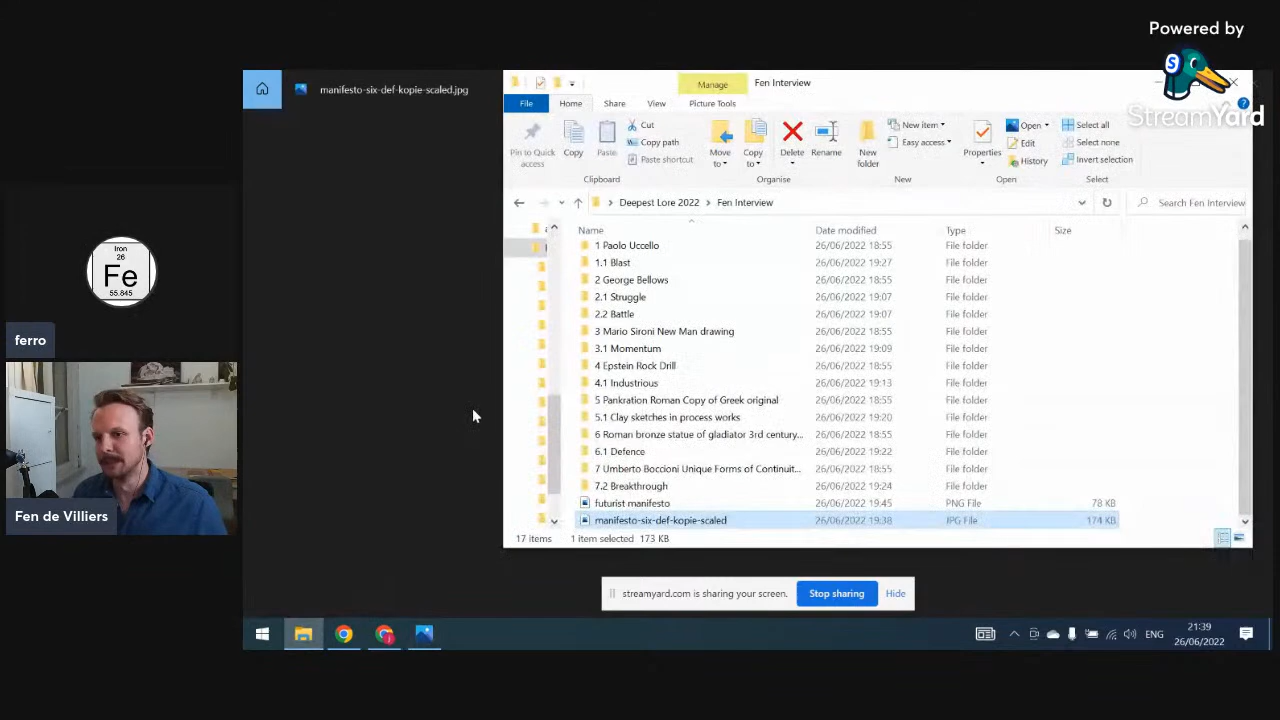 Powered by
S
StreamYard
manifesto-six-def-kopie-scaled.jpg
Manage
Fen Interview
File
Home
Share
View
Picture Tools
Pin to Quick access
Copy
Paste
Cut
Copy path
Paste shortcut
Move to
Copy to
Delete
Rename
New folder
New item
Easy access
Properties
Open
Edit
History
Select all
Select none
Invert selection
Clipboard
Organise
New
Open
Select
Deepest Lore 2022 > Fen Interview
Search Fen Interview
Name Date modified Type Size
1 Paolo Uccello 26/06/2022 18:55 File folder
1.1 Blast 26/06/2022 19:27 File folder
2 George Bellows 26/06/2022 18:55 File folder
2.1 Struggle 26/06/2022 19:07 File folder
2.2 Battle 26/06/2022 19:07 File folder
3 Mario Sironi New Man drawing 26/06/2022 18:55 File folder
3.1 Momentum 26/06/2022 19:09 File folder
4 Epstein Rock Drill 26/06/2022 18:55 File folder
4.1 Industrious 26/06/2022 19:13 File folder
5 Pankration Roman Copy of Greek original 26/06/2022 18:55 File folder
5.1 Clay sketches in process works 26/06/2022 19:20 File folder
6 Roman bronze statue of gladiator 3rd century... 26/06/2022 18:55 File folder
6.1 Defence 26/06/2022 19:22 File folder
7 Umberto Boccioni Unique Forms of Continuit... 26/06/2022 18:55 File folder
7.2 Breakthrough 26/06/2022 19:24 File folder
futurist manifesto 26/06/2022 19:45 PNG File 78 KB
manifesto-six-def-kopie-scaled 26/06/2022 19:38 JPG File 174 KB
17 items 1 item selected 173 KB
Iron
26
Fe
55.845
ferro
Fen de Villiers
streamyard.com is sharing your screen.
Stop sharing
Hide
ENG
21:39
26/06/2022